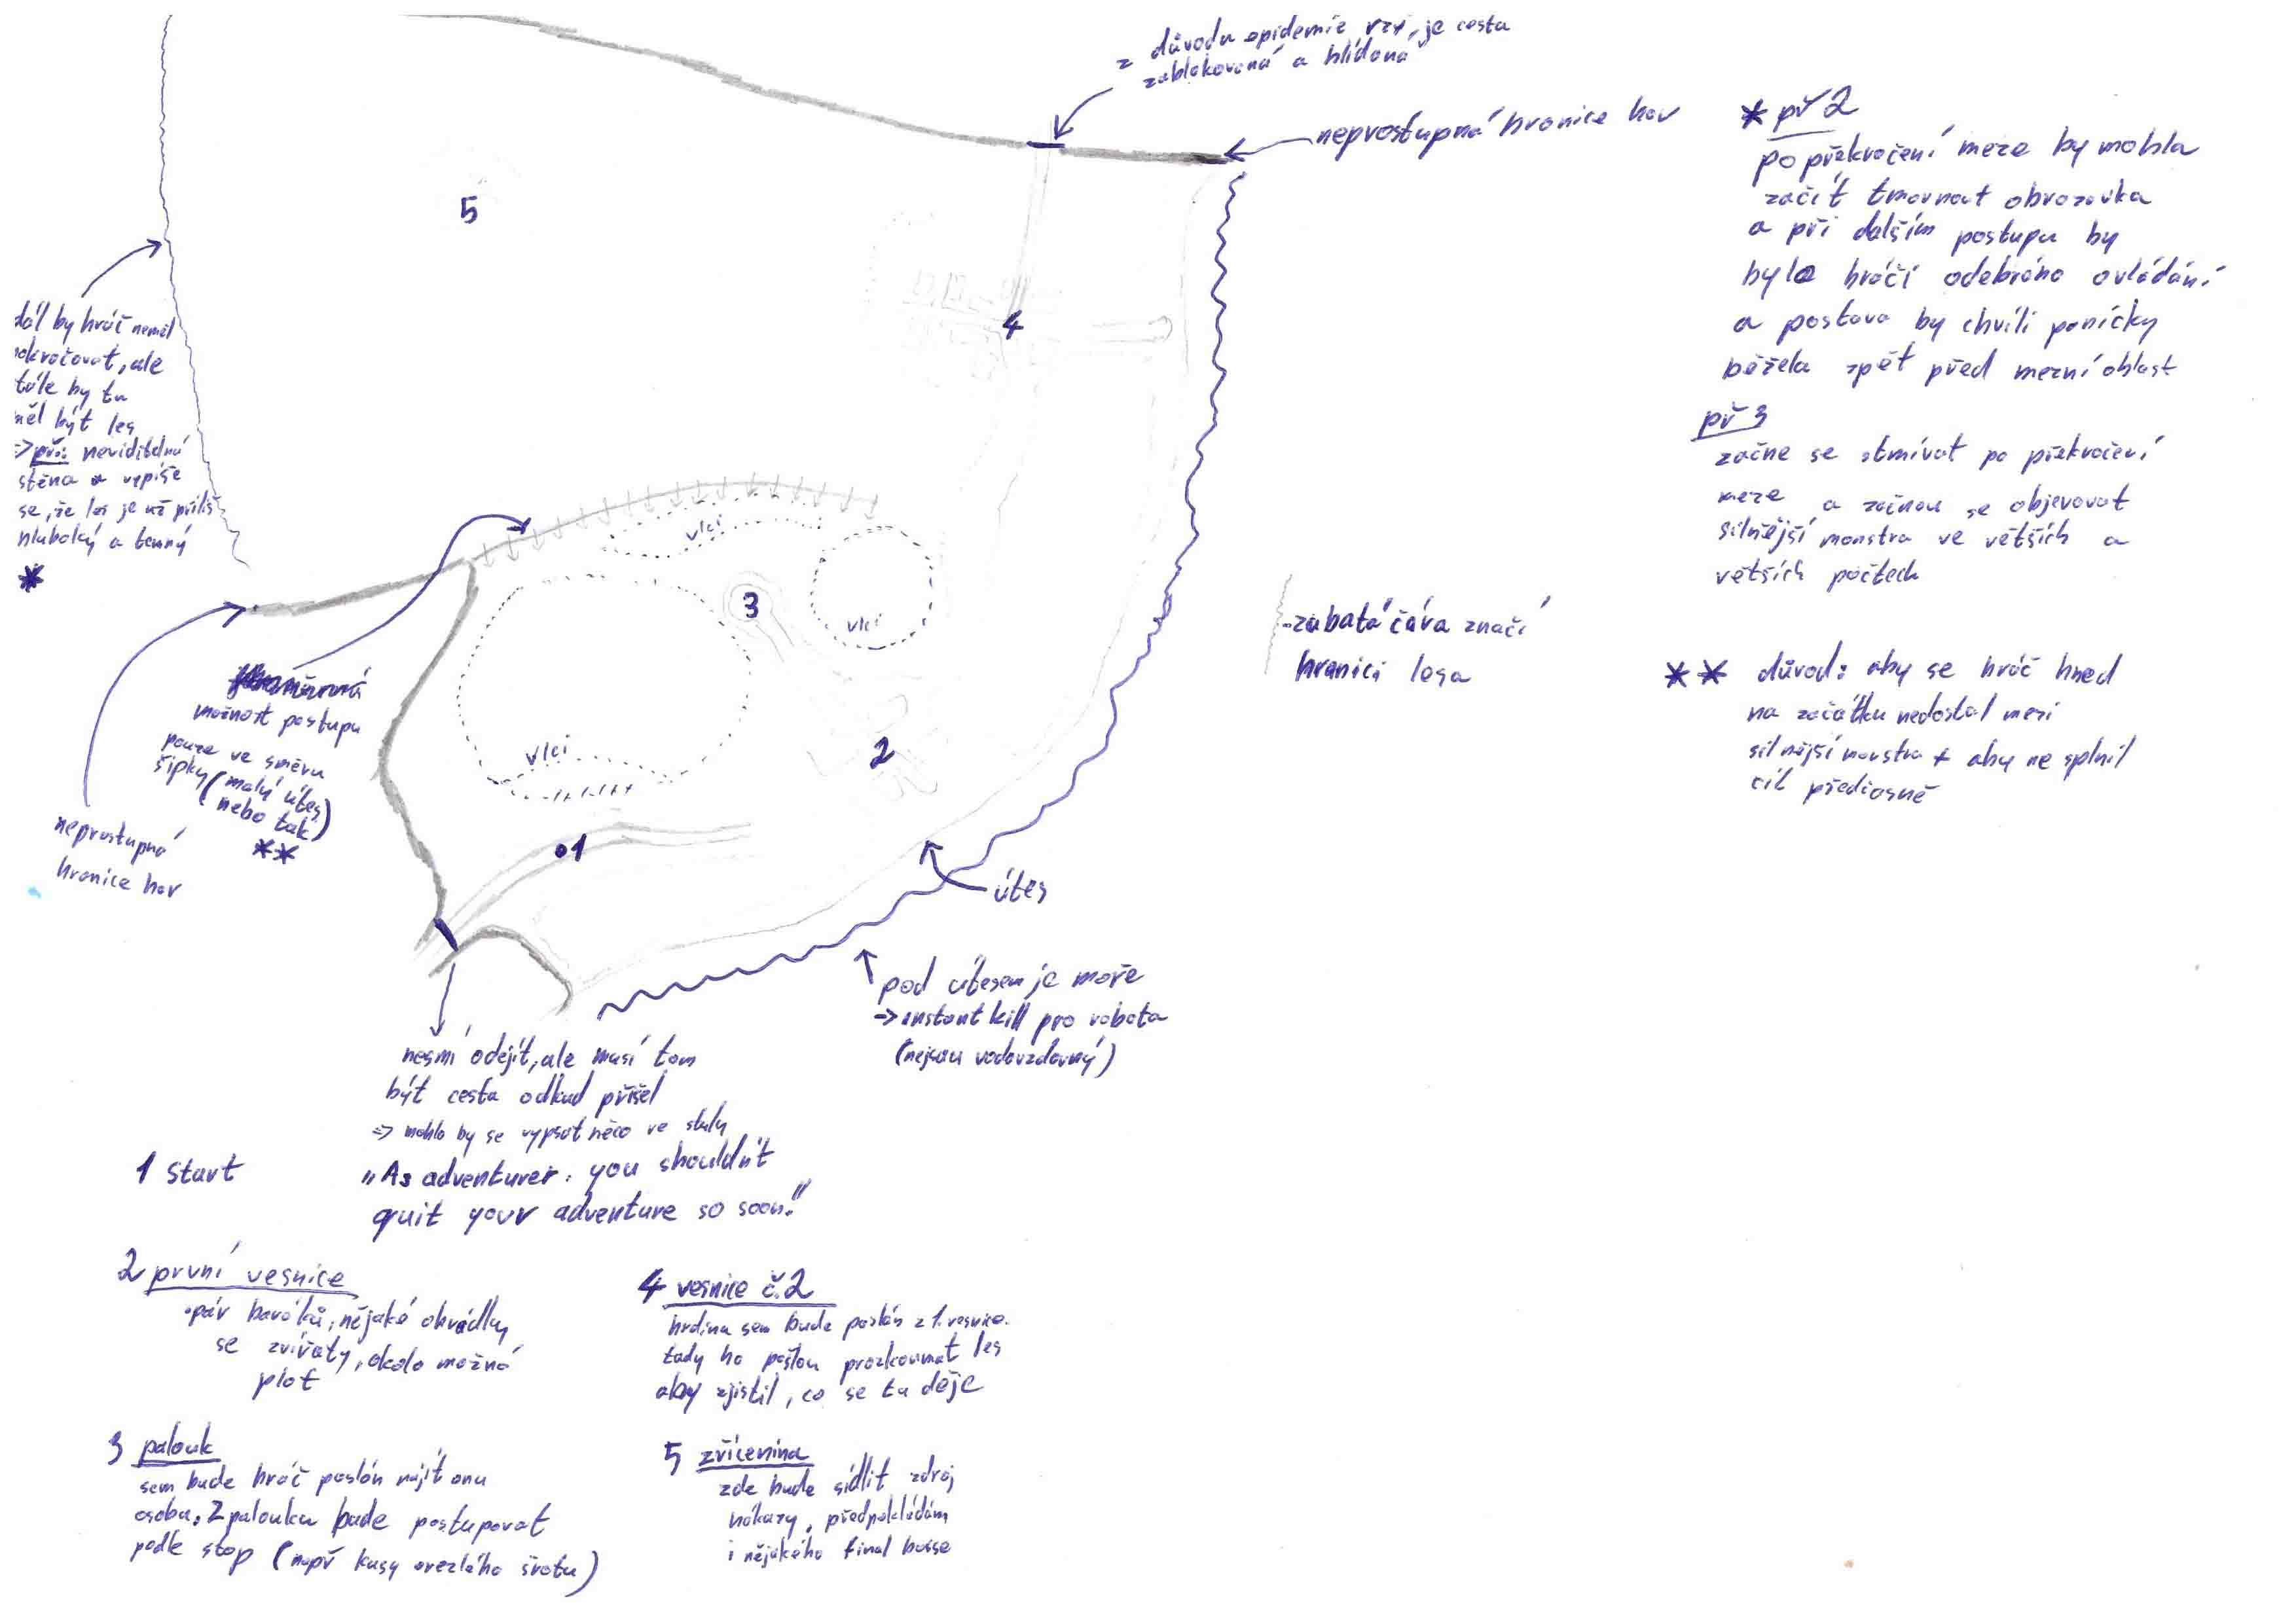 z důvodu epidemie rzi, je cesta
zablokovaná a hlídaná
neprostupná hranice hor
* př 2
po překročení meze by mohla
začít tmavnout obrazovka
a při dalším postupu by
bylo hráči odebráno ovládání
a postava by chvíli panicky
běžela zpět před mezní oblast
př 3
začne se stmívat po překročení
meze a začnou se objevovat
silnější monstra ve větších a
větších počtech
** důvod: aby se hráč hned
na začátku nedostal mezi
silnější monstra + aby ne splnil
cíl předčasně
5
4
dál by hráč neměl
pokračovat, ale
stále by tu
měl být les
=> př.: neviditelná
stěna a vypíše
se, že les je už příliš
hluboký a temný
*
vlci
3
vlci
vlci
2
1
zubatá čára značí
hranici lesa
možnost postupu
pouze ve směru
šipky (malý útes
nebo tak)
**
neprostupná
hranice hor
útes
pod útesem je moře
-> instant kill pro robota
(nejsou vodovzdorný)
nesmí odejít, ale musí tam
být cesta odkud přišel
=> mohlo by se vypsat něco ve stylu
„As adventurer, you shouldn't
quit your adventure so soon."
1 start
2 první vesnice
pár baráků, nějaké ohrádky
se zvířaty, okolo možná
plot
3 palouk
sem bude hráč poslán najít onu
osobu. Z palouku bude postupovat
podle stop (např kusy zrezlého šrotu)
4 vesnice č.2
hrdina sem bude poslán z 1. vesnice.
tady ho pošlou prozkoumat les
aby zjistil, co se tu děje
5 zřícenina
zde bude sídlit zdroj
nákazy, předpokládám
i nějakého final bosse